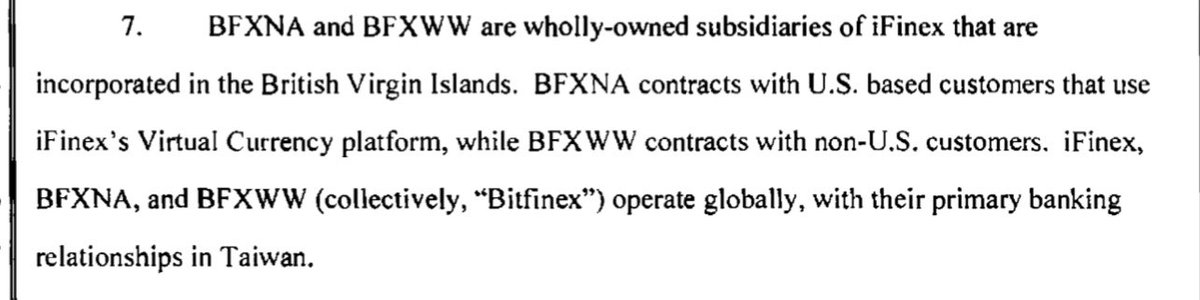 7. BFXNA and BFXWW are wholly-owned subsidiaries of iFinex that are
incorporated in the British Virgin Islands. BFXNA contracts with U.S. based customers that use
iFinex's Virtual Currency platform, while BFXWW contracts with non-U.S. customers. iFinex,
BFXNA, and BFXWW (collectively, “Bitfinex”) operate globally, with their primary banking
relationships in Taiwan.